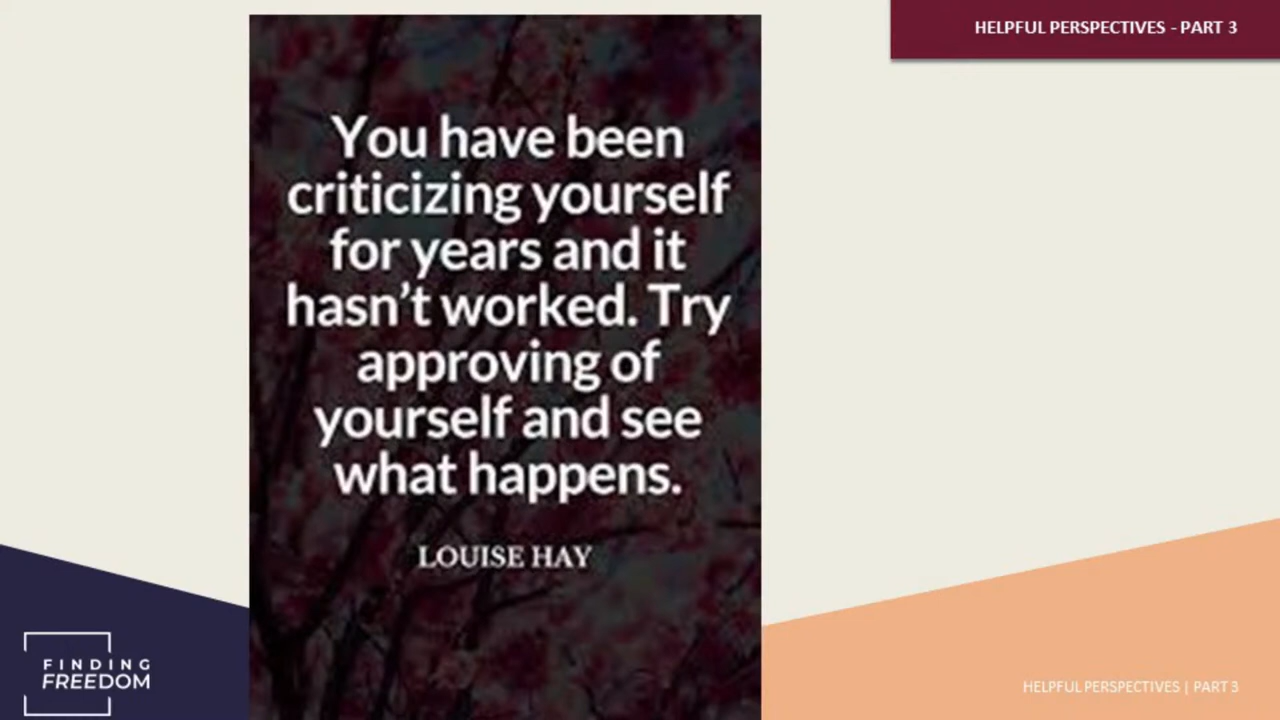 HELPFUL PERSPECTIVES - PART 3
You have been
criticizing yourself
for years and it
hasn’t worked. Try
approving of
yourself and see
what happens.
LOUISE HAY
FINDING
FREEDOM
HELPFUL PERSPECTIVES | PART 3